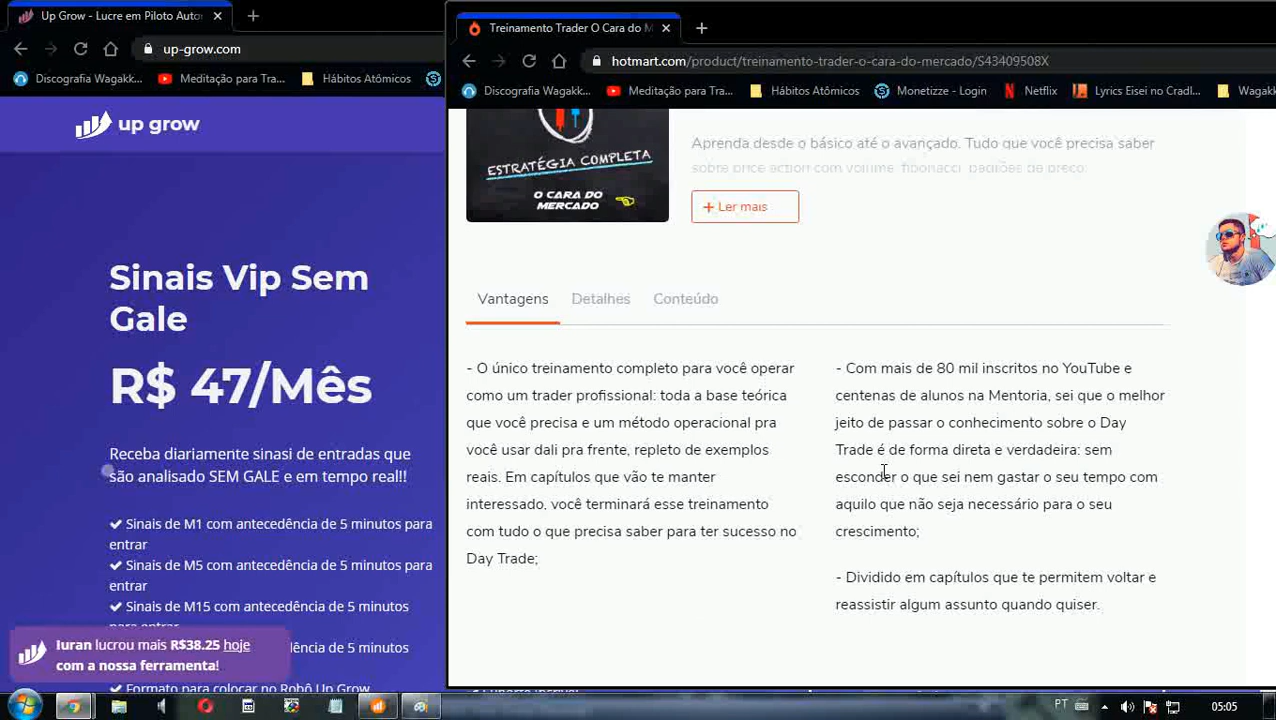 Up Grow - Lucre em Piloto Autor
up-grow.com
Discografia Wagakk...
Meditação para Tra...
Hábitos Atômicos
up grow
Sinais Vip Sem
Gale
R$ 47/Mês
Receba diariamente sinasi de entradas que
são analisado SEM GALE e em tempo real!!
✔ Sinais de M1 com antecedência de 5 minutos para
entrar
✔ Sinais de M5 com antecedência de 5 minutos para
entrar
✔ Sinais de M15 com antecedência de 5 minutos
para entrar
Iuran lucrou mais R$38.25 hoje
com a nossa ferramenta!
✔ Formato para colocar no Robô Up Grow
Treinamento Trader O Cara do M
hotmart.com/product/treinamento-trader-o-cara-do-mercado/S43409508X
Discografia Wagakk...
Meditação para Tra...
Hábitos Atômicos
Monetizze - Login
Netflix
Lyrics Eisei no Cradl...
Wagakk
ESTRATÉGIA COMPLETA
O CARA DO
MERCADO
Aprenda desde o básico até o avançado. Tudo que você precisa saber
sobre price action com volume, fibonacci, padrões de preço
+ Ler mais
Vantagens
Detalhes
Conteúdo
- O único treinamento completo para você operar
como um trader profissional: toda a base teórica
que você precisa e um método operacional pra
você usar dali pra frente, repleto de exemplos
reais. Em capítulos que vão te manter
interessado, você terminará esse treinamento
com tudo o que precisa saber para ter sucesso no
Day Trade;
- Com mais de 80 mil inscritos no YouTube e
centenas de alunos na Mentoria, sei que o melhor
jeito de passar o conhecimento sobre o Day
Trade é de forma direta e verdadeira: sem
esconder o que sei nem gastar o seu tempo com
aquilo que não seja necessário para o seu
crescimento;
- Dividido em capítulos que te permitem voltar e
reassistir algum assunto quando quiser.
PT
05:05